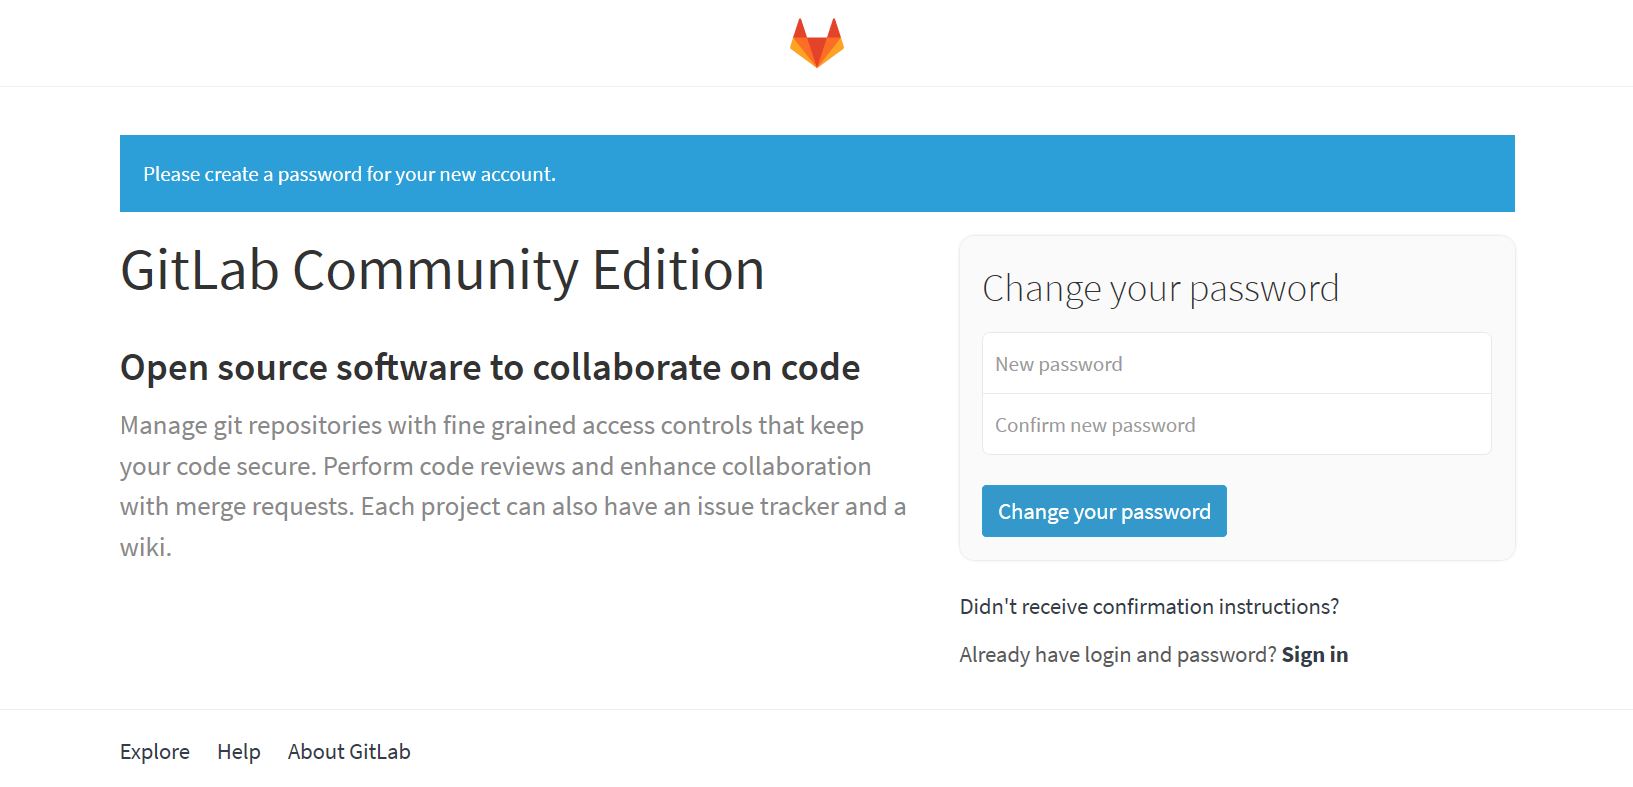 Please create a password for your new account.
GitLab Community Edition
Open source software to collaborate on code
Manage git repositories with fine grained access controls that keep
your code secure. Perform code reviews and enhance collaboration
with merge requests. Each project can also have an issue tracker and a
wiki.
Change your password
New password
Confirm new password
Change your password
Didn't receive confirmation instructions?
Already have login and password? Sign in
Explore Help About GitLab